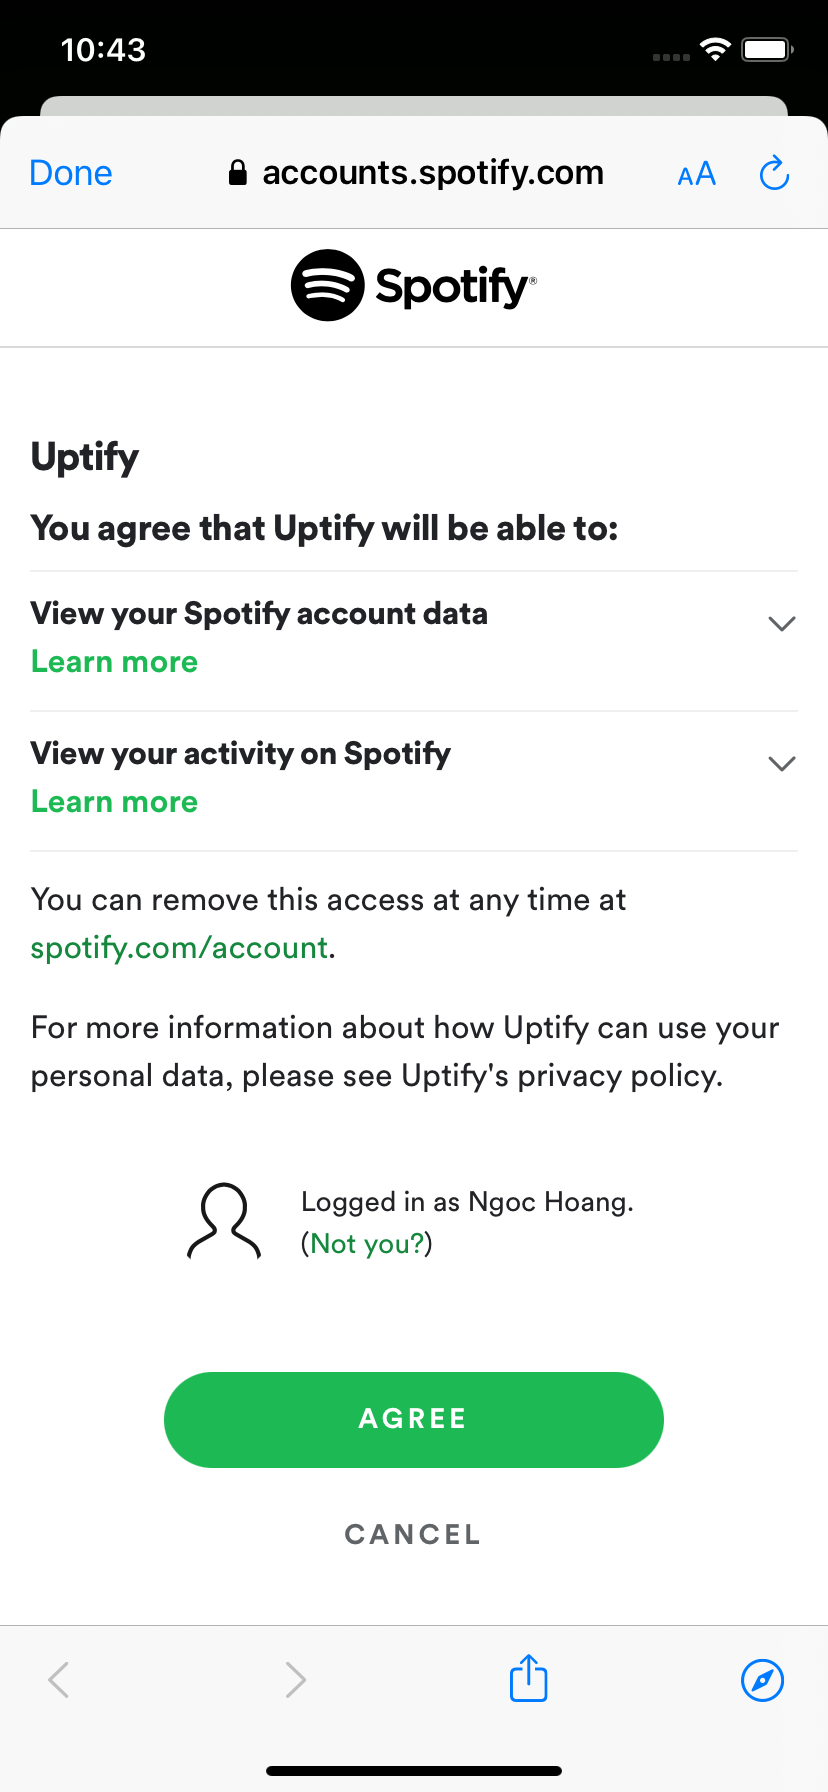 10:43
Done
accounts.spotify.com
AA
Spotify®
Uptify
You agree that Uptify will be able to:
View your Spotify account data
Learn more
View your activity on Spotify
Learn more
You can remove this access at any time at
spotify.com/account.
For more information about how Uptify can use your
personal data, please see Uptify's privacy policy.
Logged in as Ngoc Hoang.
(Not you?)
AGREE
CANCEL